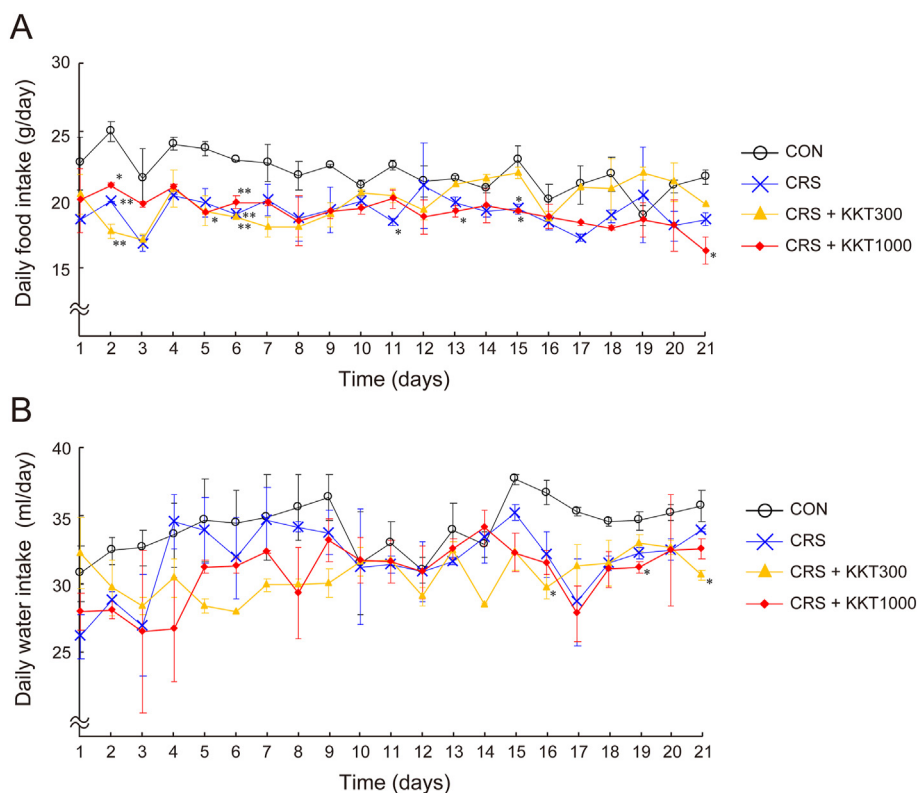 A
30
25
20
15
Daily food intake (g/day)
* ** ** * ** ** ** * * * * *
1 2 3 4 5 6 7 8 9 10 11 12 13 14 15 16 17 18 19 20 21
Time (days)
CON
CRS
CRS + KKT300
CRS + KKT1000
B
40
35
30
25
Daily water intake (ml/day)
* * *
1 2 3 4 5 6 7 8 9 10 11 12 13 14 15 16 17 18 19 20 21
Time (days)
CON
CRS
CRS + KKT300
CRS + KKT1000